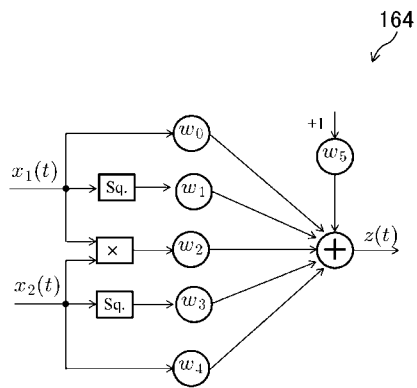 164
+1
w₀
w₅
x₁(t)
Sq.
w₁
×
w₂
+
z(t)
x₂(t)
Sq.
w₃
w₄